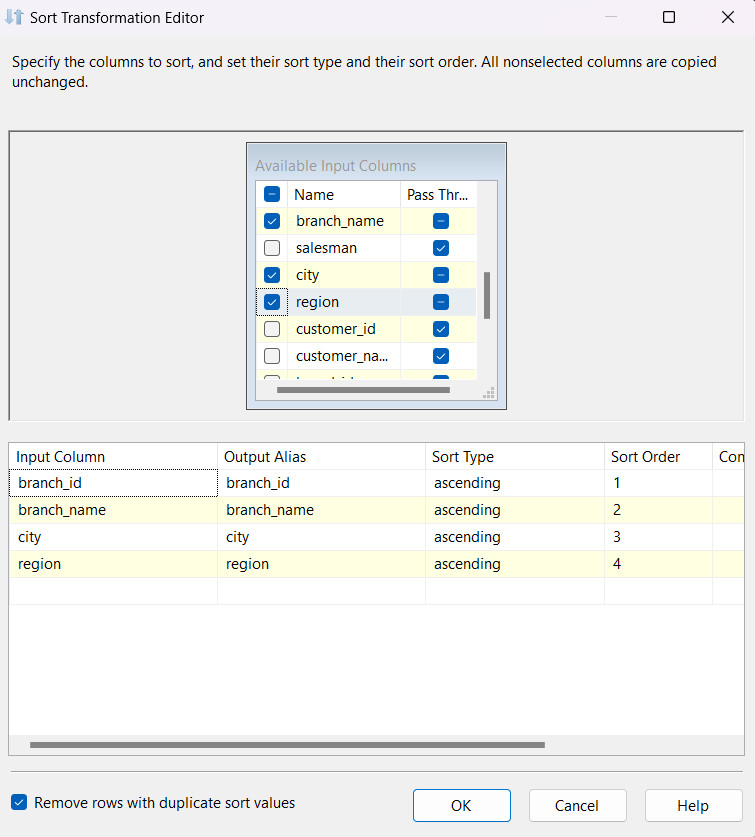 Sort Transformation Editor
Specify the columns to sort, and set their sort type and their sort order. All nonselected columns are copied
unchanged.
Available Input Columns
Name Pass Thr...
branch_name
salesman
city
region
customer_id
customer_na...
Input Column Output Alias Sort Type Sort Order Con
branch_id branch_id ascending 1
branch_name branch_name ascending 2
city city ascending 3
region region ascending 4
Remove rows with duplicate sort values
OK Cancel Help